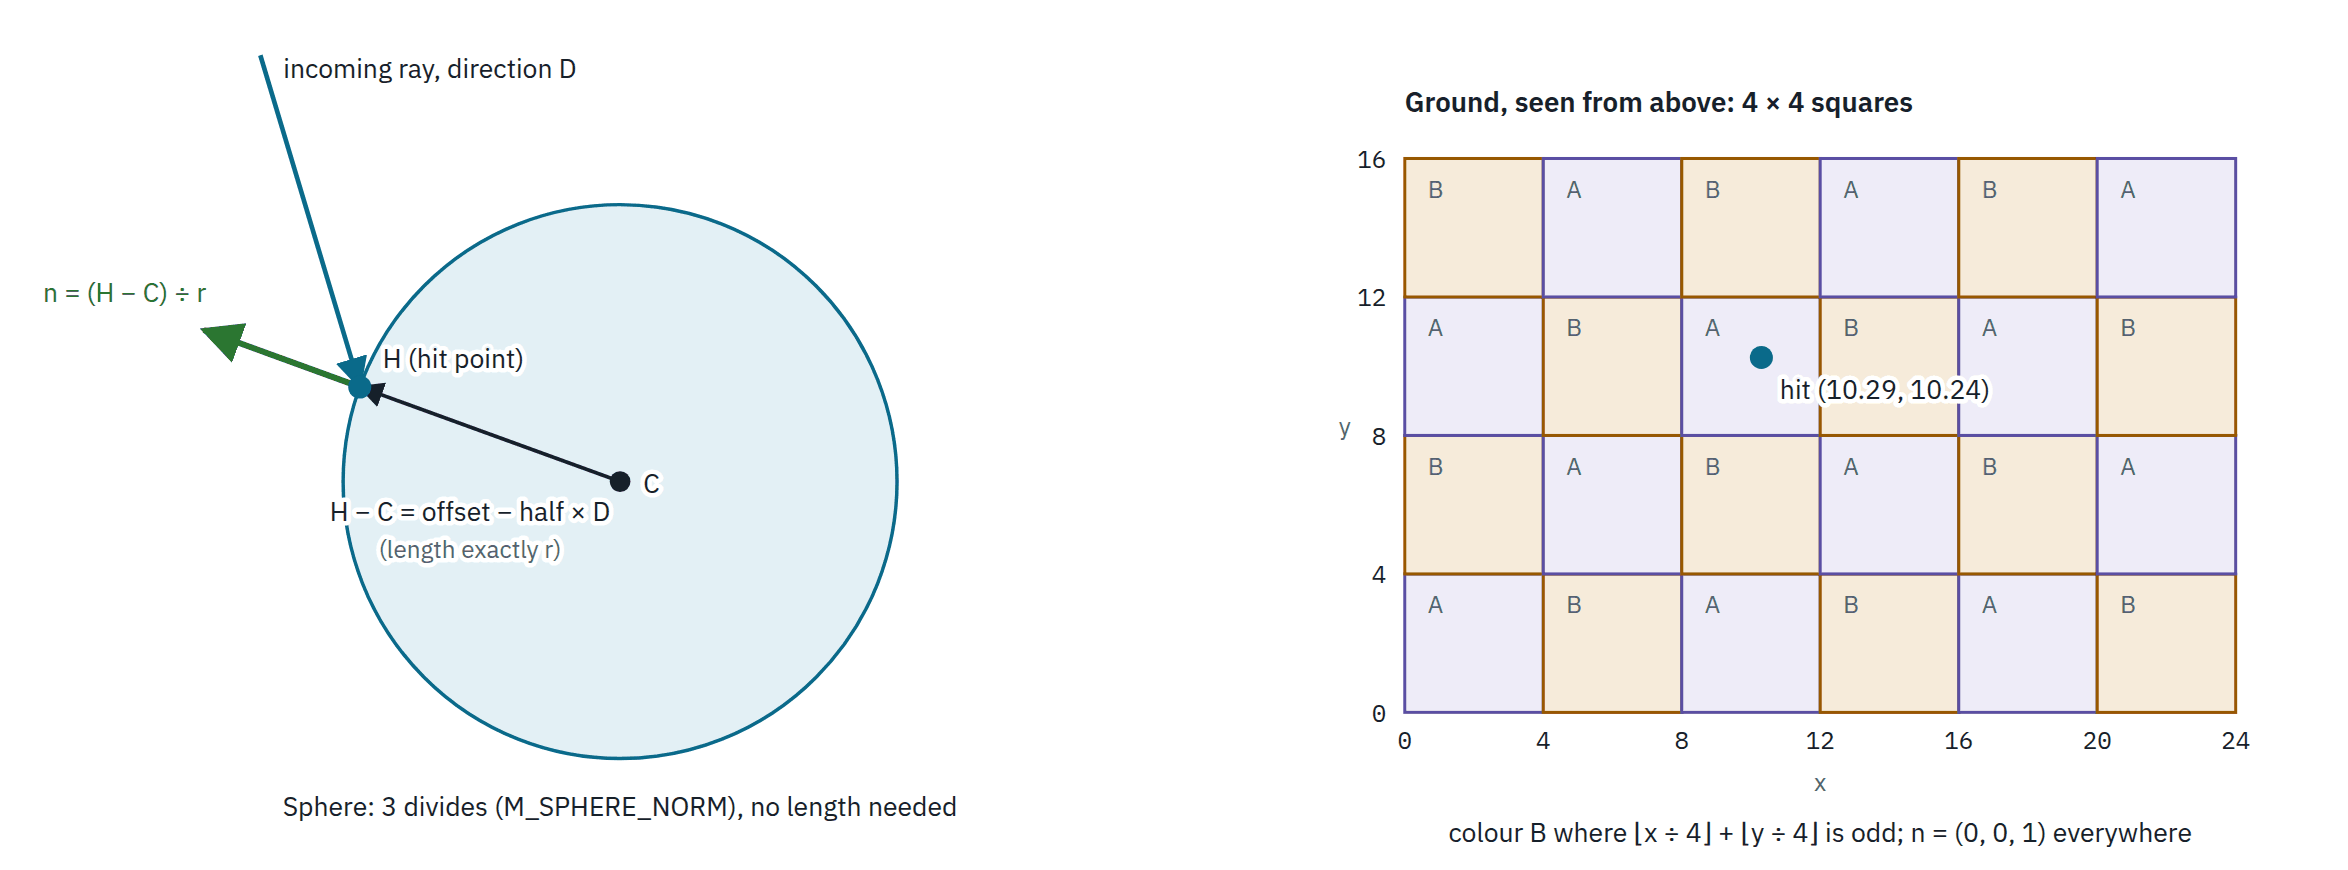 incoming ray, direction D
n = (H − C) ÷ r
H (hit point)
C
H − C = offset − half × D
(length exactly r)
Sphere: 3 divides (M_SPHERE_NORM), no length needed
Ground, seen from above: 4 × 4 squares
16
B A B A B A
12
A B A B A B
hit (10.29, 10.24)
y
8
B A B A B A
4
A B A B A B
0
0 4 8 12 16 20 24
x
colour B where ⌊x ÷ 4⌋ + ⌊y ÷ 4⌋ is odd; n = (0, 0, 1) everywhere